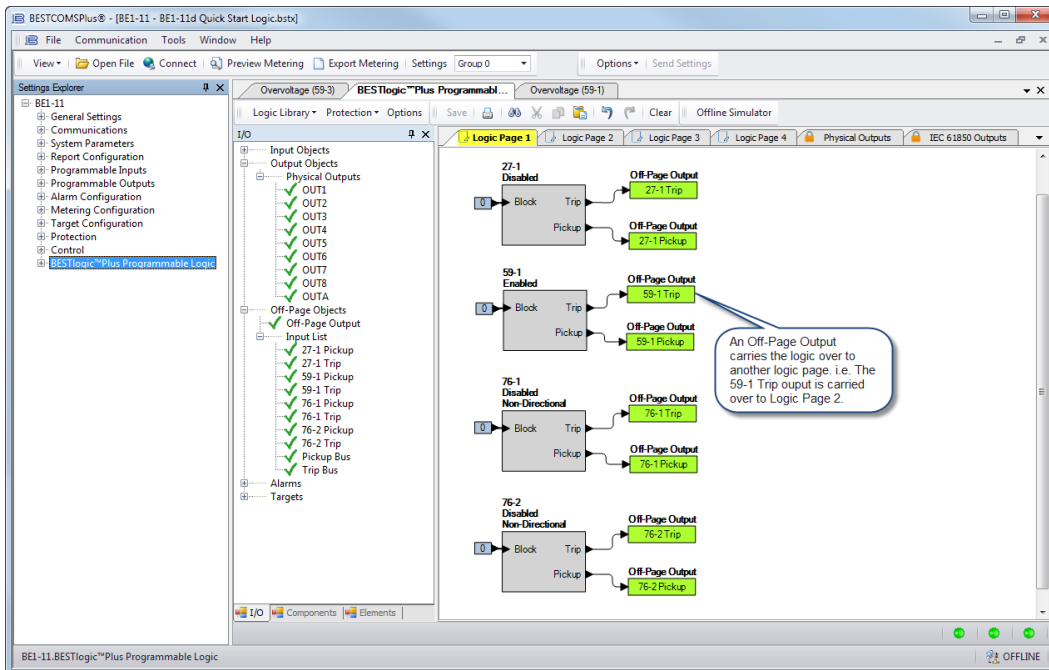 BESTCOMSPlus® - [BE1-11 - BE1-11d Quick Start Logic.bstx]
File Communication Tools Window Help
View Open File Connect Preview Metering Export Metering Settings Group 0 Options Send Settings
Settings Explorer
BE1-11
General Settings
Communications
System Parameters
Report Configuration
Programmable Inputs
Programmable Outputs
Alarm Configuration
Metering Configuration
Target Configuration
Protection
Control
BESTlogic™Plus Programmable Logic
Overvoltage (59-3) BESTlogic™Plus Programmabl... Overvoltage (59-1)
Logic Library Protection Options Save Clear Offline Simulator
I/O
Input Objects
Output Objects
Physical Outputs
OUT1
OUT2
OUT3
OUT4
OUT5
OUT6
OUT7
OUT8
OUTA
Off-Page Objects
Off-Page Output
Input List
27-1 Pickup
27-1 Trip
59-1 Pickup
59-1 Trip
76-1 Pickup
76-1 Trip
76-2 Pickup
76-2 Trip
Pickup Bus
Trip Bus
Alarms
Targets
I/O Components Elements
Logic Page 1 Logic Page 2 Logic Page 3 Logic Page 4 Physical Outputs IEC 61850 Outputs
27-1
Disabled
0 Block Trip
Pickup
Off-Page Output
27-1 Trip
Off-Page Output
27-1 Pickup
59-1
Enabled
0 Block Trip
Pickup
Off-Page Output
59-1 Trip
Off-Page Output
59-1 Pickup
An Off-Page Output
carries the logic over to
another logic page. i.e. The
59-1 Trip ouput is carried
over to Logic Page 2.
76-1
Disabled
Non-Directional
0 Block Trip
Pickup
Off-Page Output
76-1 Trip
Off-Page Output
76-1 Pickup
76-2
Disabled
Non-Directional
0 Block Trip
Pickup
Off-Page Output
76-2 Trip
Off-Page Output
76-2 Pickup
BE1-11.BESTlogic™Plus Programmable Logic
OFFLINE